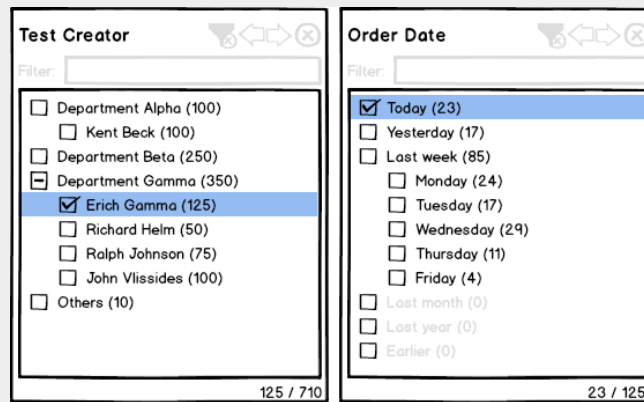 Test Creator
Filter:
Department Alpha (100)
Kent Beck (100)
Department Beta (250)
Department Gamma (350)
Erich Gamma (125)
Richard Helm (50)
Ralph Johnson (75)
John Vlissides (100)
Others (10)
125 / 710
Order Date
Filter:
Today (23)
Yesterday (17)
Last week (85)
Monday (24)
Tuesday (17)
Wednesday (29)
Thursday (11)
Friday (4)
Last month (0)
Last year (0)
Earlier (0)
23 / 125